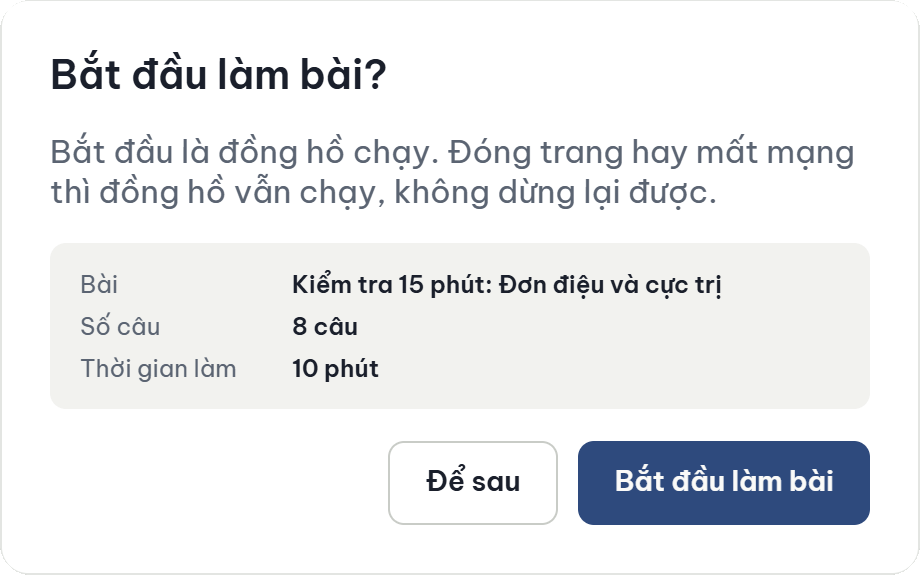 Bắt đầu làm bài?
Bắt đầu là đồng hồ chạy. Đóng trang hay mất mạng
thì đồng hồ vẫn chạy, không dừng lại được.
Bài Kiểm tra 15 phút: Đơn điệu và cực trị
Số câu 8 câu
Thời gian làm 10 phút
Để sau Bắt đầu làm bài